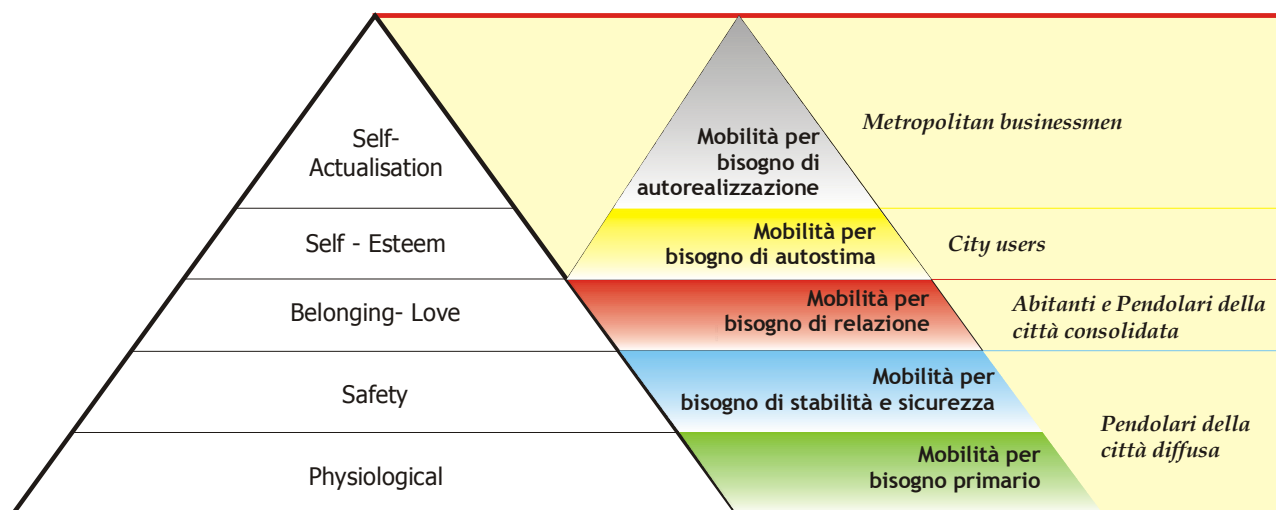 Self-
Actualisation
Mobilità per
bisogno di
autorealizzazione
Metropolitan businessmen
Self - Esteem
Mobilità per
bisogno di autostima
City users
Belonging- Love
Mobilità per
bisogno di relazione
Abitanti e Pendolari della
città consolidata
Safety
Mobilità per
bisogno di stabilità e sicurezza
Pendolari della
città diffusa
Physiological
Mobilità per
bisogno primario